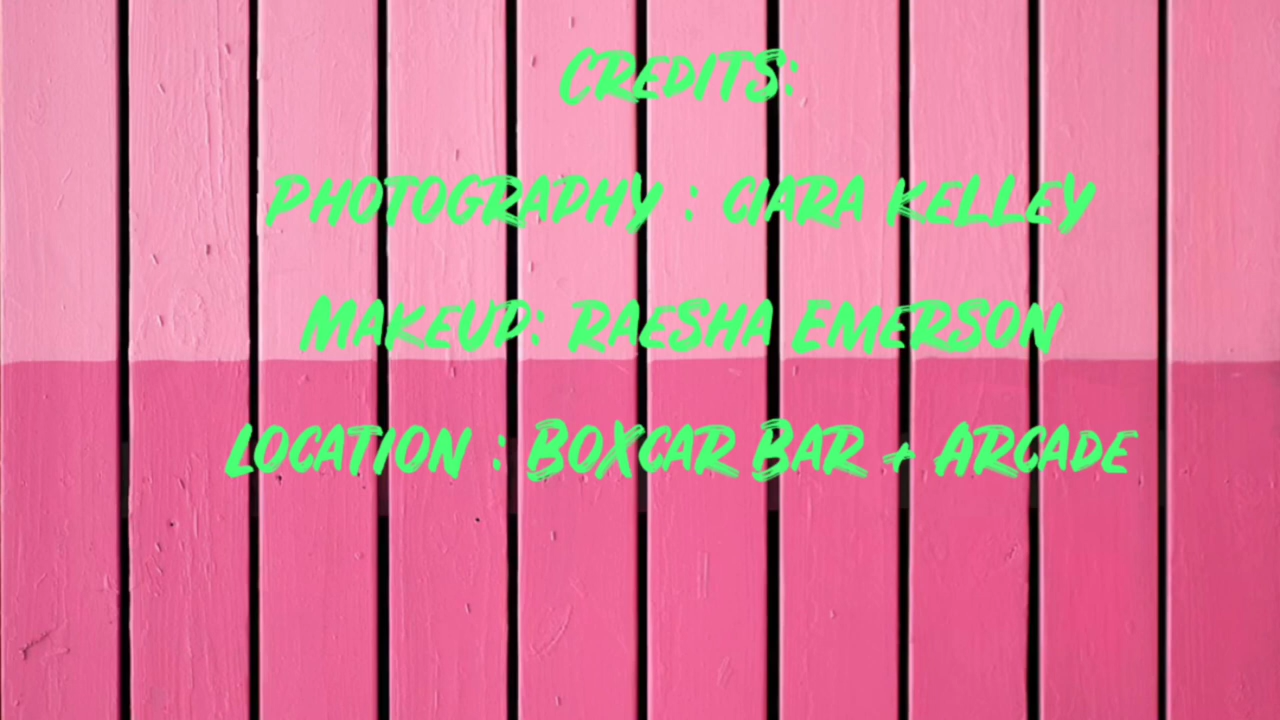 Credits:
Photography : Ciara Kelley
Makeup: Raesha Emerson
Location : Boxcar Bar + Arcade